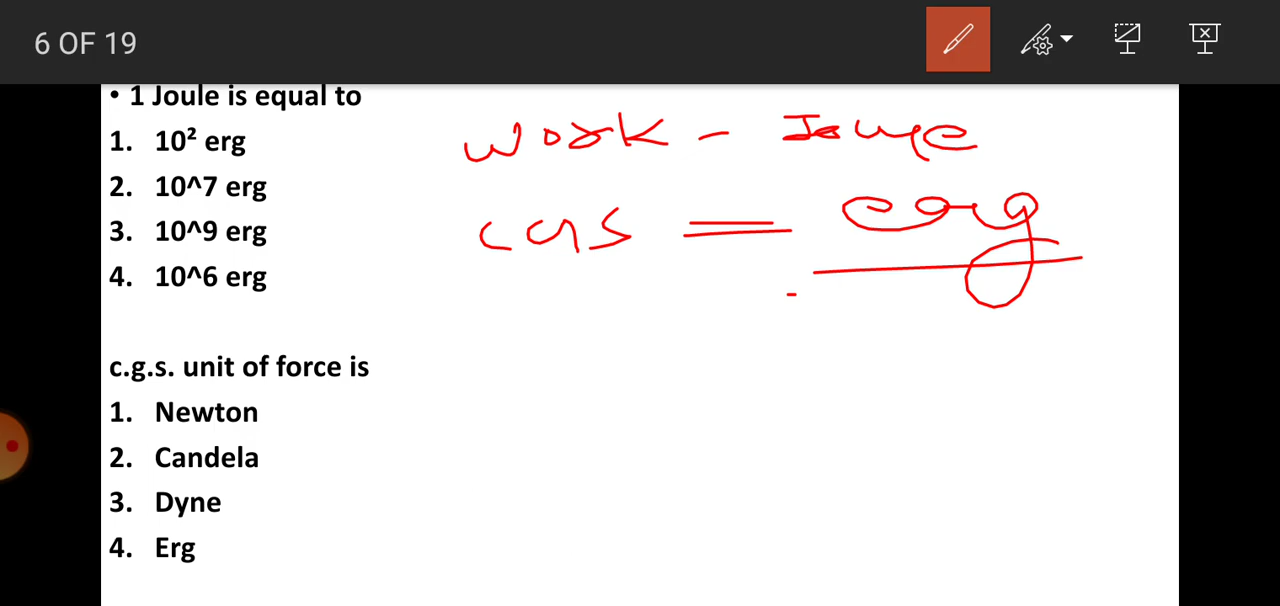 6 OF 19
• 1 Joule is equal to
1. 10² erg
2. 10^7 erg
3. 10^9 erg
4. 10^6 erg
work - Joule
cgs = erg
c.g.s. unit of force is
1. Newton
2. Candela
3. Dyne
4. Erg